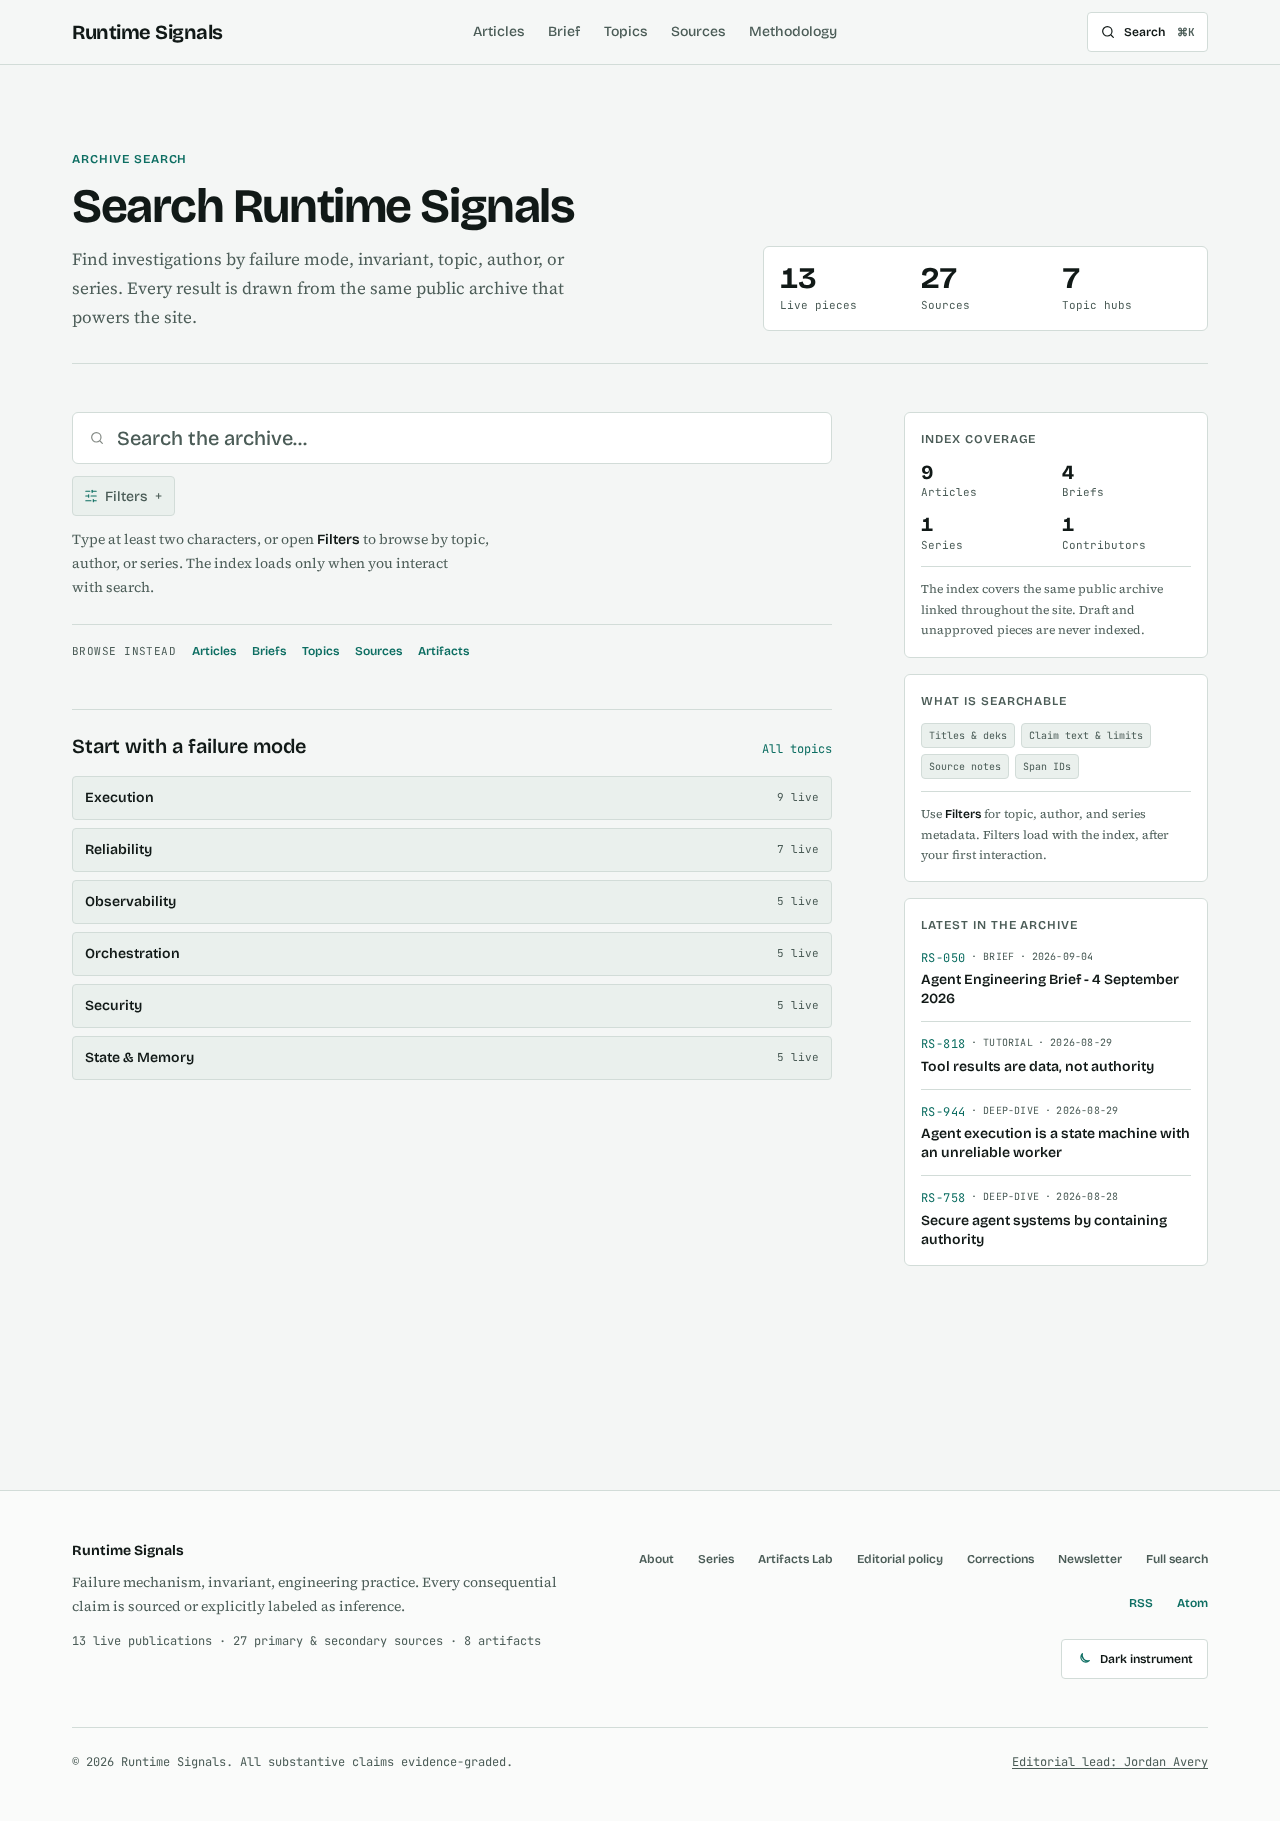 Runtime Signals
Articles Brief Topics Sources Methodology
Search ⌘K
ARCHIVE SEARCH
Search Runtime Signals
Find investigations by failure mode, invariant, topic, author, or
series. Every result is drawn from the same public archive that
powers the site.
13 27 7
Live pieces Sources Topic hubs
Search the archive...
Filters +
Type at least two characters, or open Filters to browse by topic,
author, or series. The index loads only when you interact
with search.
BROWSE INSTEAD Articles Briefs Topics Sources Artifacts
Start with a failure mode All topics
Execution 9 live
Reliability 7 live
Observability 5 live
Orchestration 5 live
Security 5 live
State & Memory 5 live
INDEX COVERAGE
9 4
Articles Briefs
1 1
Series Contributors
The index covers the same public archive
linked throughout the site. Draft and
unapproved pieces are never indexed.
WHAT IS SEARCHABLE
Titles & deks Claim text & limits
Source notes Span IDs
Use Filters for topic, author, and series
metadata. Filters load with the index, after
your first interaction.
LATEST IN THE ARCHIVE
RS-050 · BRIEF · 2026-09-04
Agent Engineering Brief - 4 September
2026
RS-818 · TUTORIAL · 2026-08-29
Tool results are data, not authority
RS-944 · DEEP-DIVE · 2026-08-29
Agent execution is a state machine with
an unreliable worker
RS-758 · DEEP-DIVE · 2026-08-28
Secure agent systems by containing
authority
Runtime Signals
Failure mechanism, invariant, engineering practice. Every consequential
claim is sourced or explicitly labeled as inference.
13 live publications · 27 primary & secondary sources · 8 artifacts
About Series Artifacts Lab Editorial policy Corrections Newsletter Full search
RSS Atom
Dark instrument
© 2026 Runtime Signals. All substantive claims evidence-graded.
Editorial lead: Jordan Avery